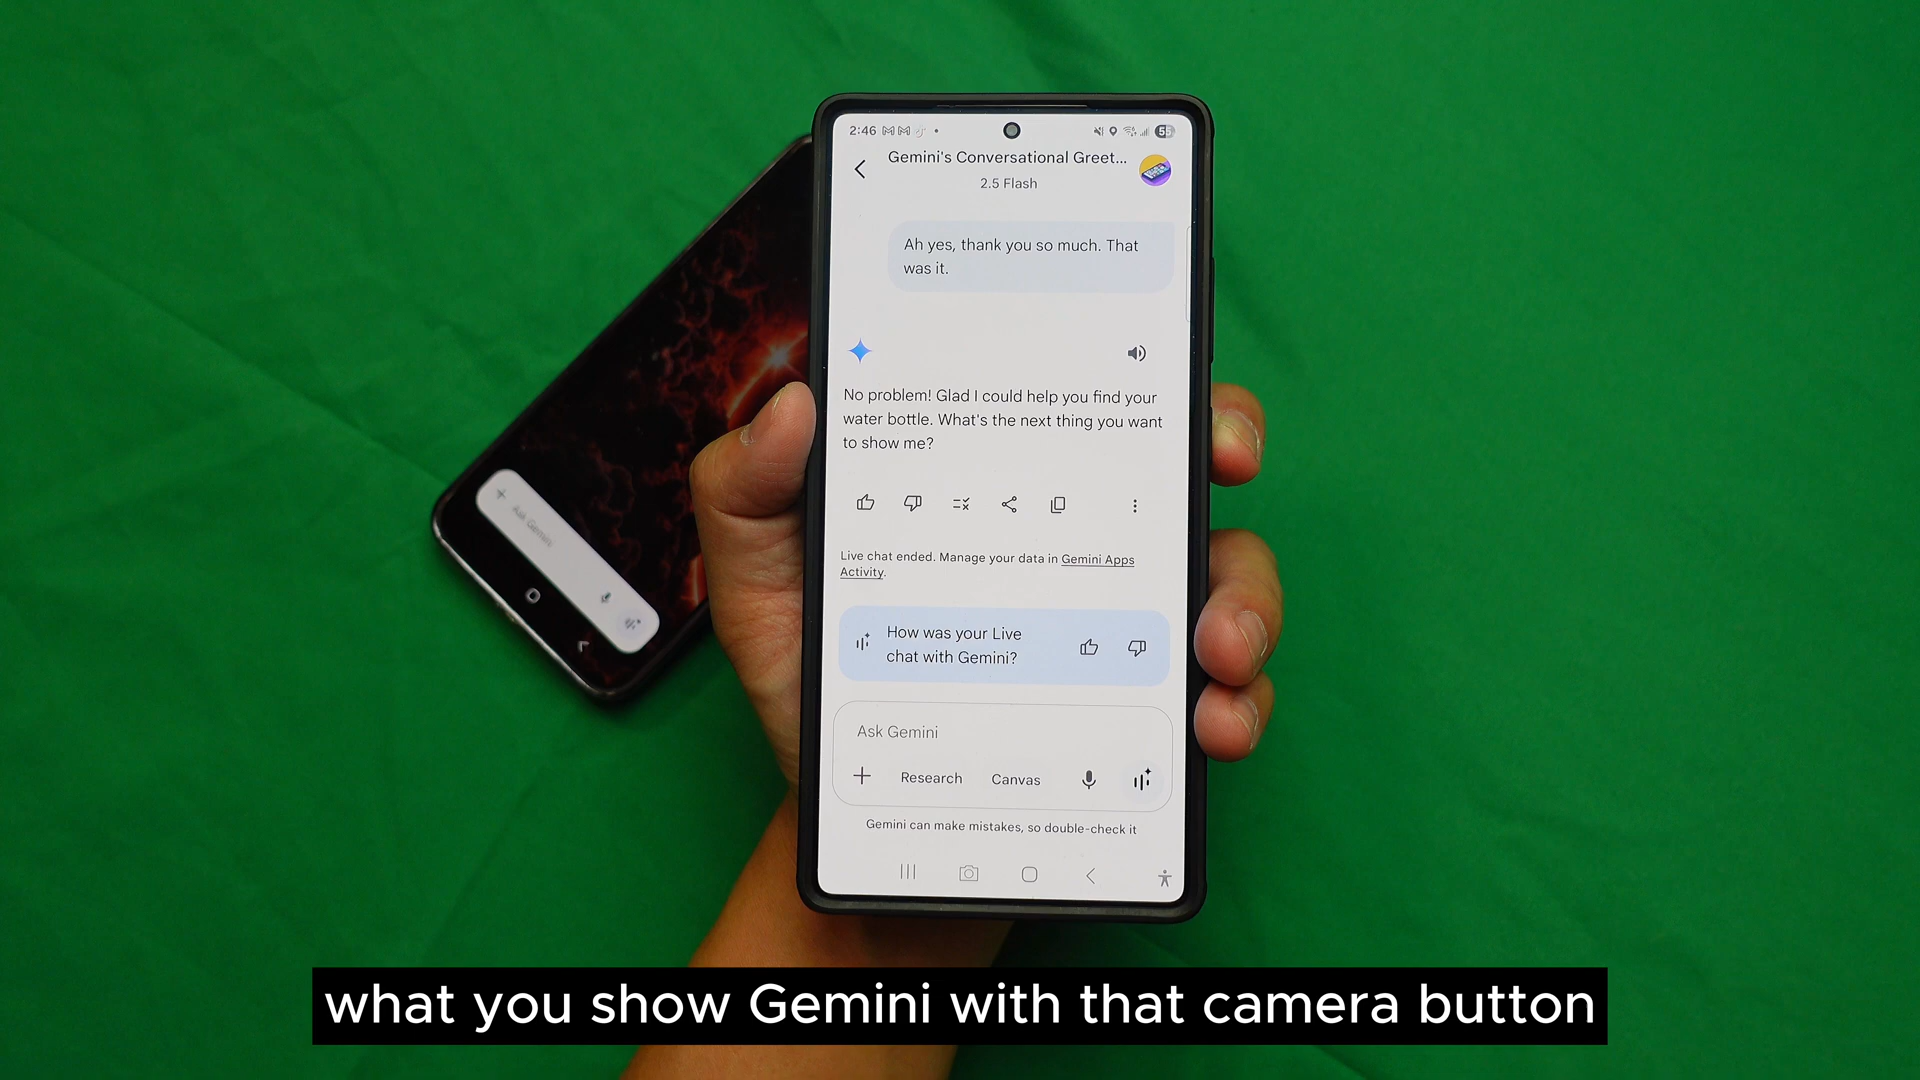 2:46
55
Gemini's Conversational Greet...
2.5 Flash
Ah yes, thank you so much. That
was it.
No problem! Glad I could help you find your
water bottle. What's the next thing you want
to show me?
Live chat ended. Manage your data in Gemini Apps
Activity.
How was your Live
chat with Gemini?
Ask Gemini
Research Canvas
Gemini can make mistakes, so double-check it
Ask Gemini
what you show Gemini with that camera button